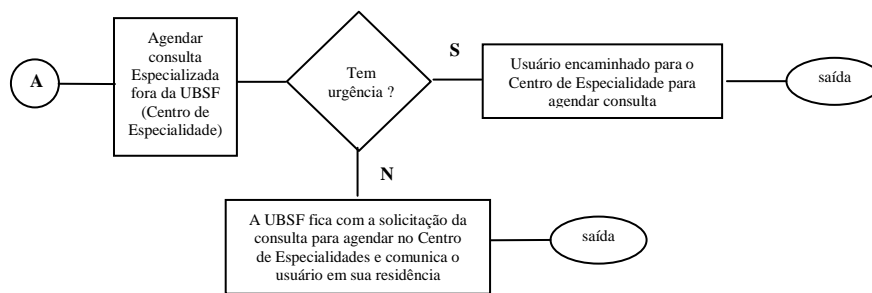 A
Agendar
consulta
Especializada
fora da UBSF
(Centro de
Especialidade)
Tem
urgência ?
S
Usuário encaminhado para o
Centro de Especialidade para
agendar consulta
saída
N
A UBSF fica com a solicitação da
consulta para agendar no Centro
de Especialidades e comunica o
usuário em sua residência
saída